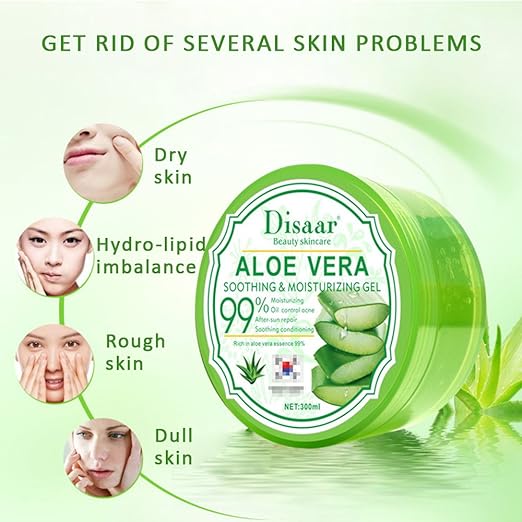 GET RID OF SEVERAL SKIN PROBLEMS
Dry
skin
Hydro-lipid
imbalance
Rough
skin
Dull
skin
Disaar
Beauty skincare
ALOE VERA
SOOTHING & MOISTURIZING GEL
99%
Moisturizing
Oil control acne
After-sun repair
Soothing conditioning
Rich in aloe vera essence 99%
NET:300ml